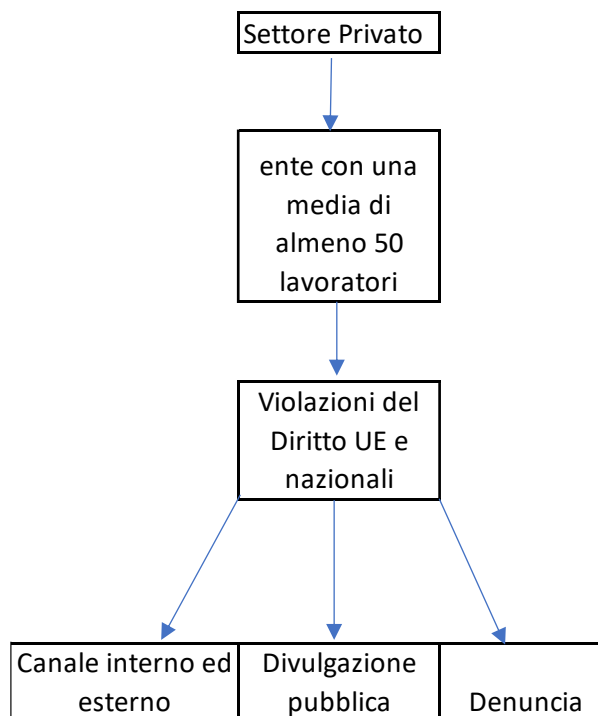 Settore Privato
ente con una
media di
almeno 50
lavoratori
Violazioni del
Diritto UE e
nazionali
Canale interno ed
esterno
Divulgazione
pubblica
Denuncia